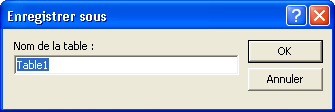 Enregistrer sous
Nom de la table :
OK
Table1
Annuler